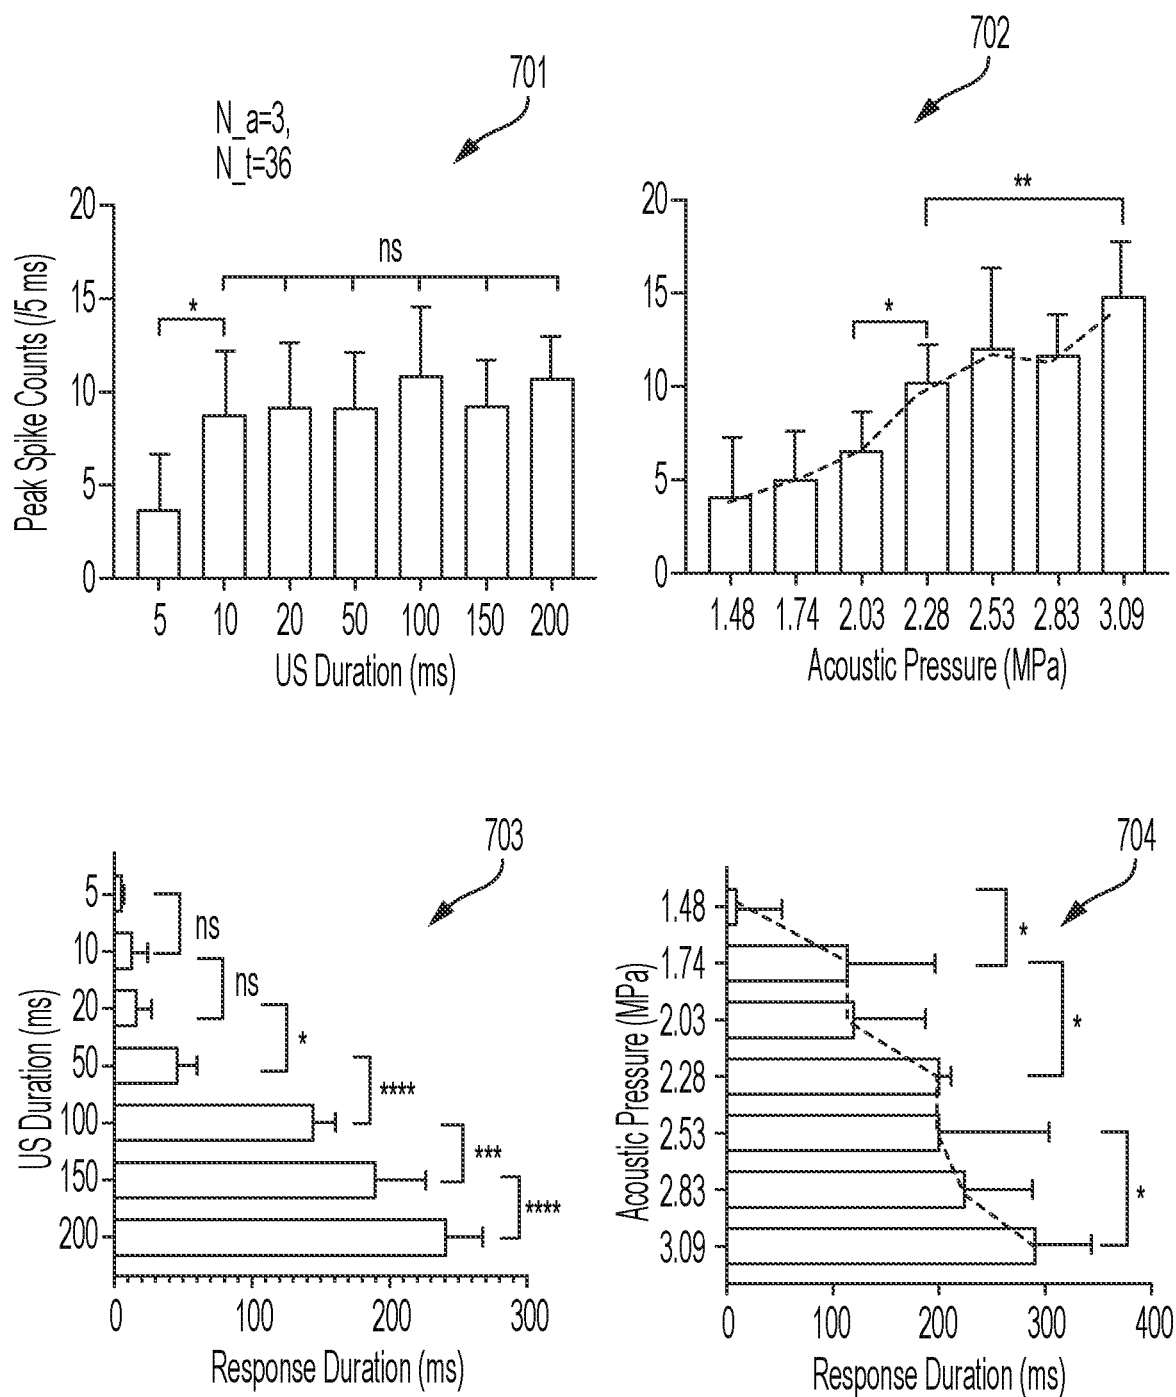 701
N_a=3,
N_t=36
Peak Spike Counts (/5 ms)
20
15
10
5
0
*
ns
5 10 20 50 100 150 200
US Duration (ms)
702
20
15
10
5
0
*
**
1.48 1.74 2.03 2.28 2.53 2.83 3.09
Acoustic Pressure (MPa)
703
US Duration (ms)
5
10
20
50
100
150
200
ns
ns
*
****
***
****
0 100 200 300
Response Duration (ms)
704
Acoustic Pressure (MPa)
1.48
1.74
2.03
2.28
2.53
2.83
3.09
*
*
*
0 100 200 300 400
Response Duration (ms)